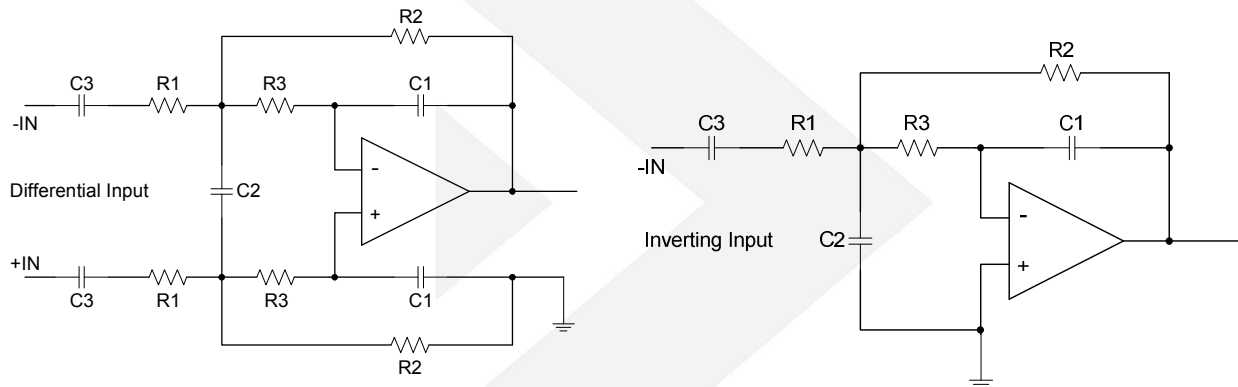 R2
C3
R1
R3
C1
-IN
-
Differential Input
C2
+
+IN
C3
R1
R3
C1
R2
R2
C3
R1
R3
C1
-IN
-
Inverting Input
C2
+